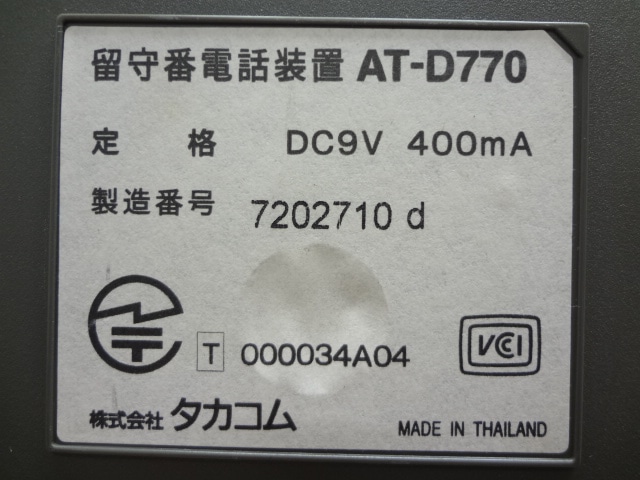 留守番電話装置 AT-D770
定格 DC9V 400mA
製造番号 7202710 d
T 000034A04
VCCI
株式会社 タカコム
MADE IN THAILAND